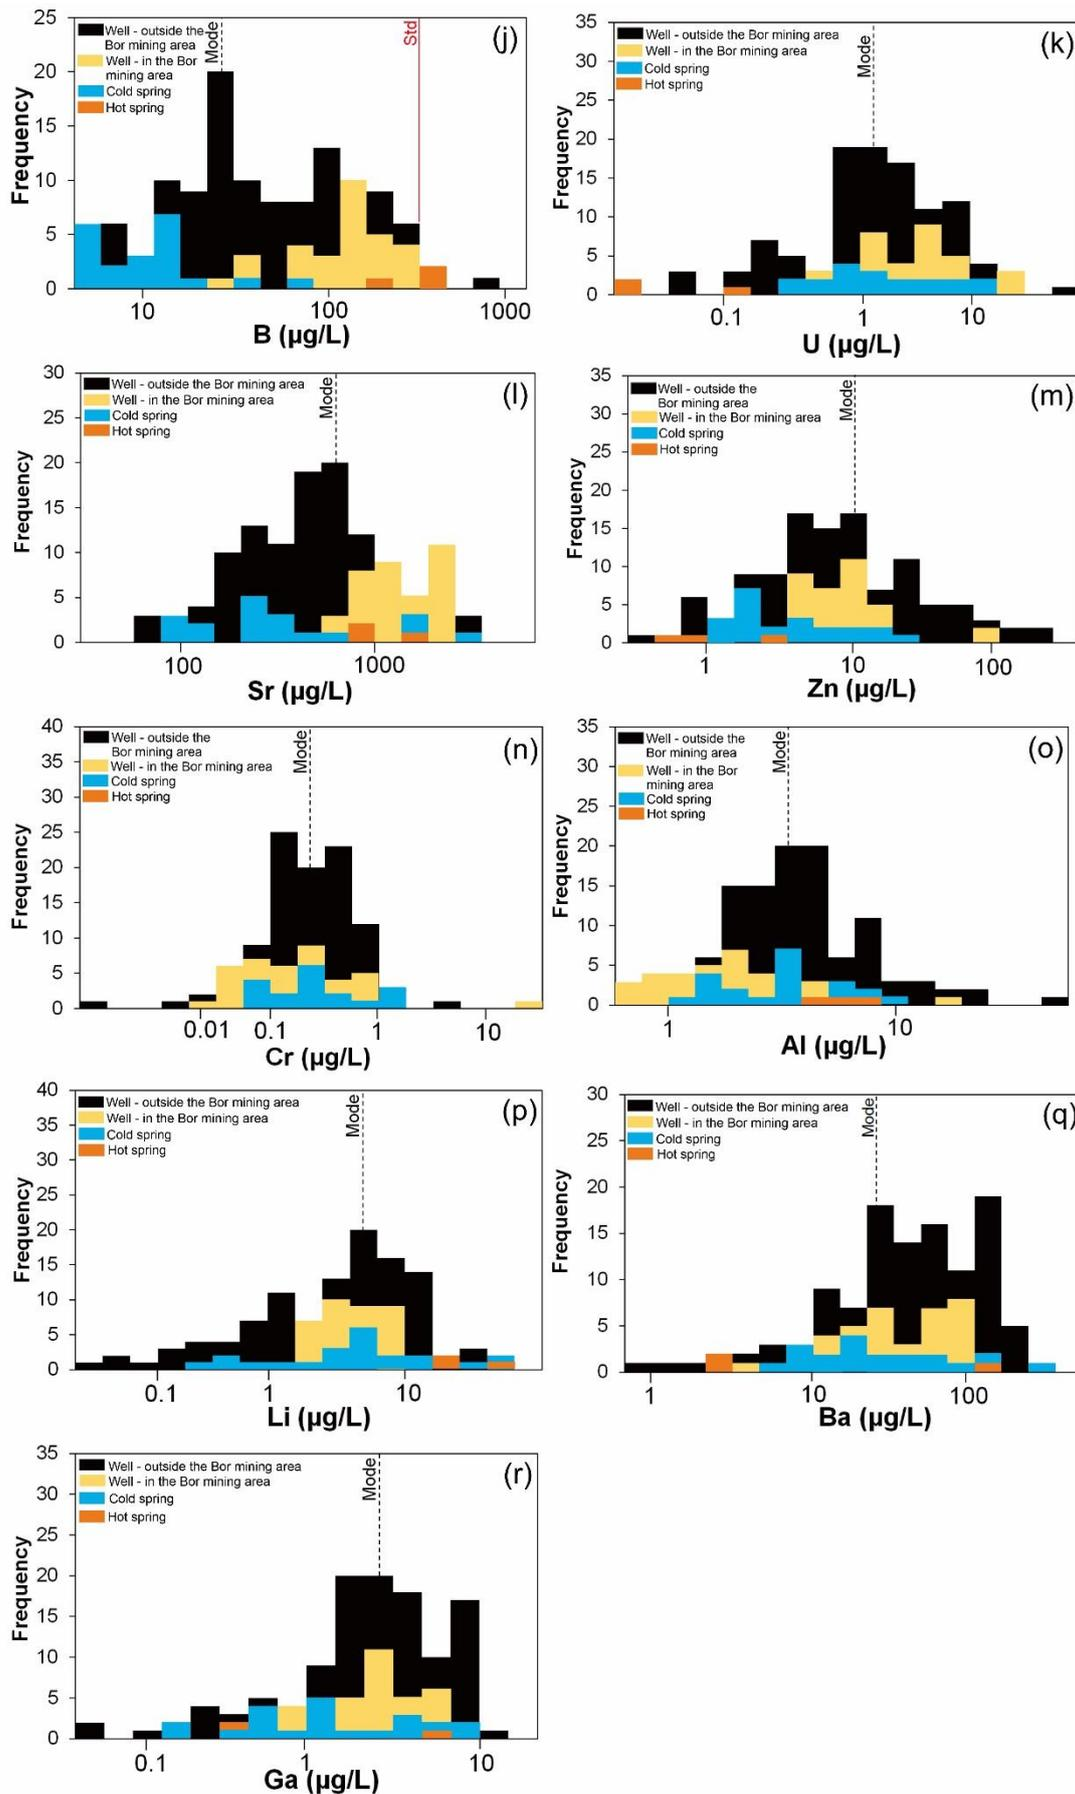 25
20
15
10
5
0
Frequency
Well - outside the
Bor mining area
Well - in the Bor
mining area
Cold spring
Hot spring
Mode
Std
(j)
10
100
1000
B (µg/L)
35
30
25
20
15
10
5
0
Frequency
Well - outside the Bor mining area
Well - in the Bor mining area
Cold spring
Hot spring
Mode
(k)
0.1
1
10
U (µg/L)
30
25
20
15
10
5
0
Frequency
Well - outside the Bor mining area
Well - in the Bor mining area
Cold spring
Hot spring
Mode
(l)
100
1000
Sr (µg/L)
35
30
25
20
15
10
5
0
Frequency
Well - outside the
Bor mining area
Well - in the Bor mining area
Cold spring
Hot spring
Mode
(m)
1
10
100
Zn (µg/L)
40
35
30
25
20
15
10
5
0
Frequency
Well - outside the
Bor mining area
Well - in the Bor mining area
Cold spring
Hot spring
Mode
(n)
0.01
0.1
1
10
Cr (µg/L)
35
30
25
20
15
10
5
0
Frequency
Well - outside the
Bor mining area
Well - in the Bor
mining area
Cold spring
Hot spring
Mode
(o)
1
10
Al (µg/L)
40
35
30
25
20
15
10
5
0
Frequency
Well - outside the Bor mining area
Well - in the Bor mining area
Cold spring
Hot spring
Mode
(p)
0.1
1
10
Li (µg/L)
30
25
20
15
10
5
0
Frequency
Well - outside the Bor mining area
Well - in the Bor mining area
Cold spring
Hot spring
Mode
(q)
1
10
100
Ba (µg/L)
35
30
25
20
15
10
5
0
Frequency
Well - outside the Bor mining area
Well - in the Bor mining area
Cold spring
Hot spring
Mode
(r)
0.1
1
10
Ga (µg/L)